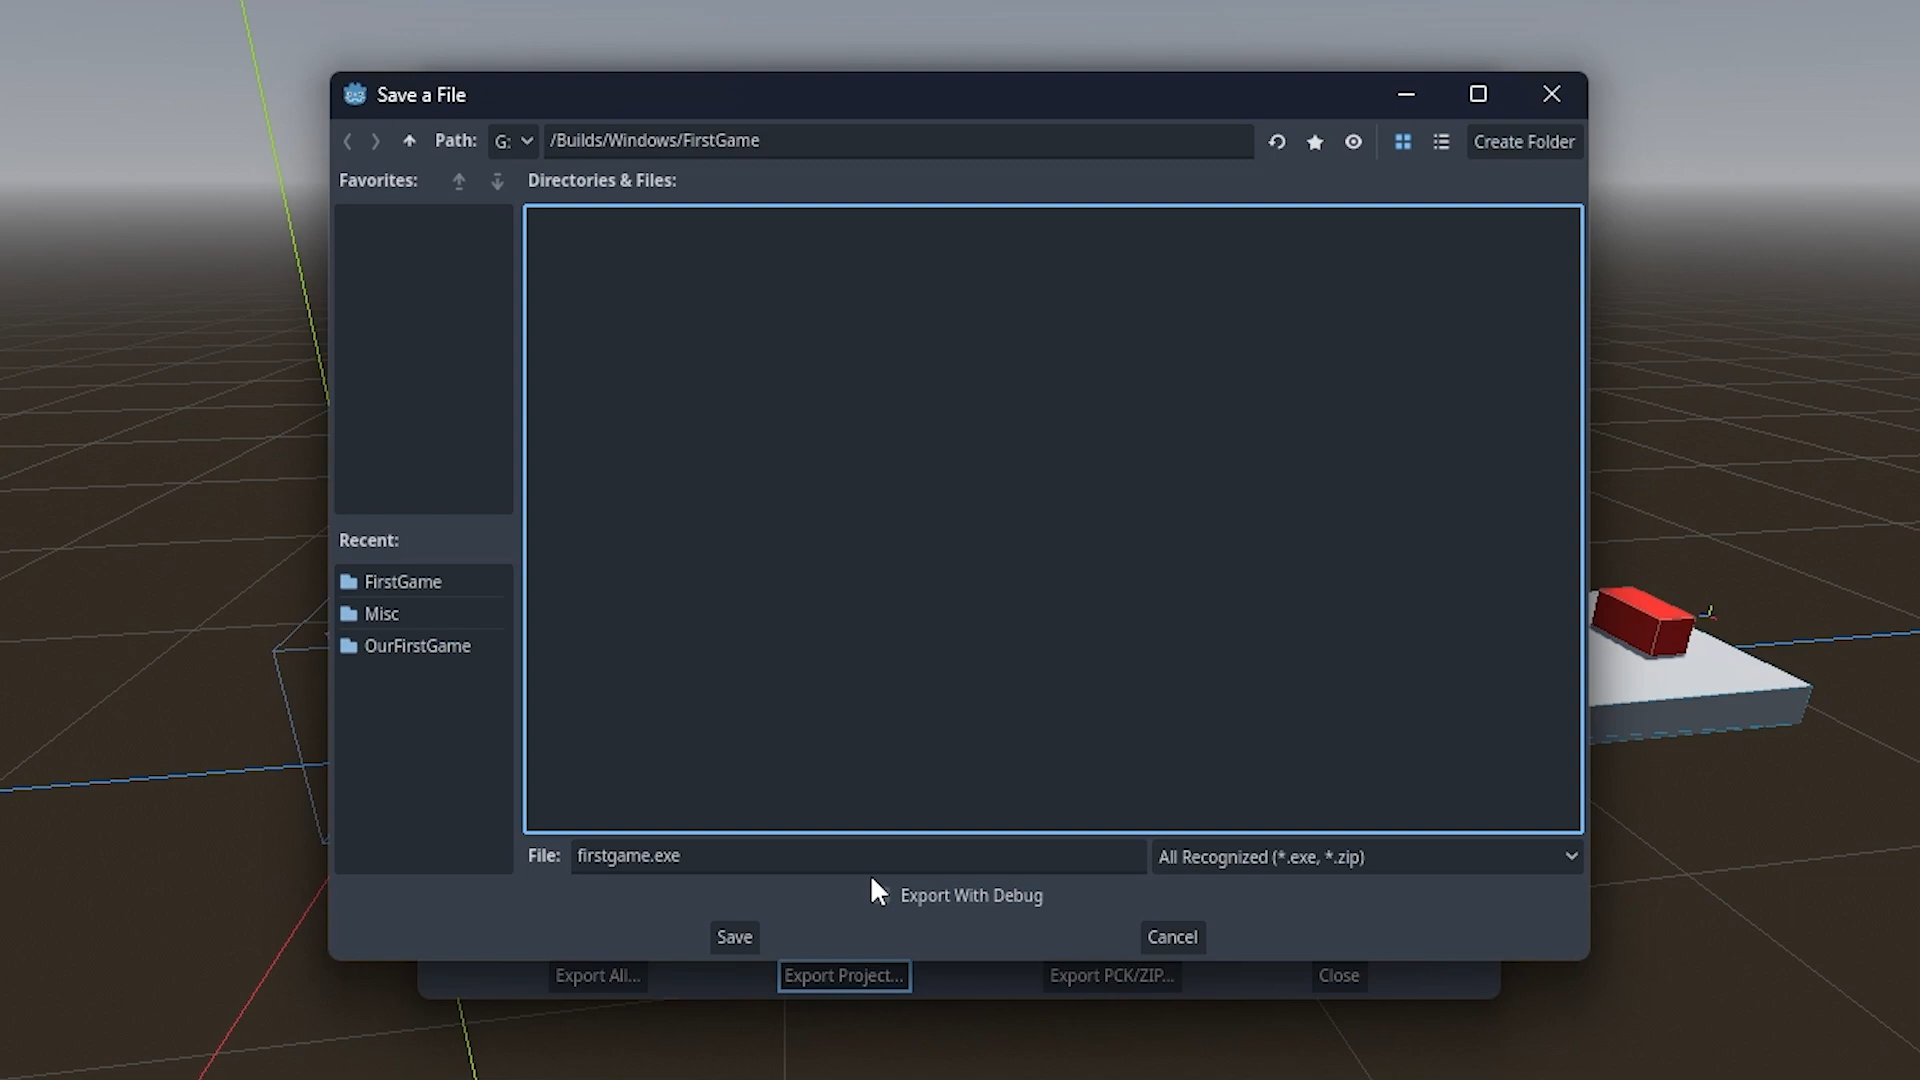 Save a File
Path: G: /Builds/Windows/FirstGame Create Folder
Favorites: Directories & Files:
Recent:
FirstGame
Misc
OurFirstGame
File: firstgame.exe All Recognized (*.exe, *.zip)
Export With Debug
Save Cancel
Export All... Export Project... Export PCK/ZIP... Close